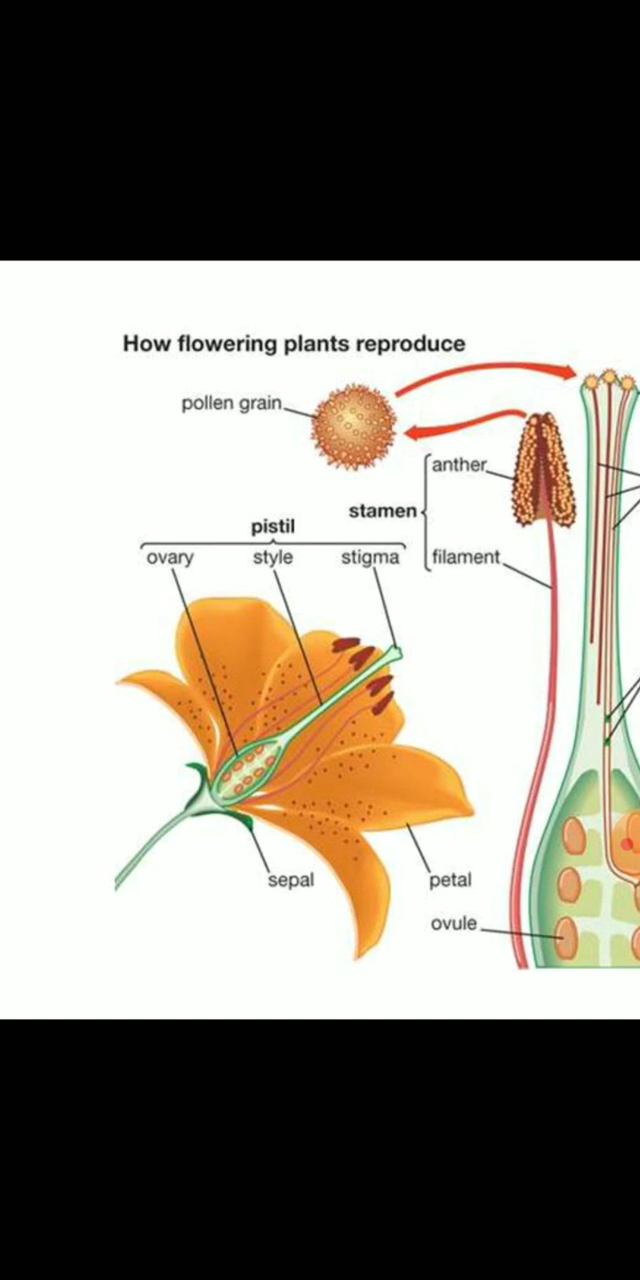 How flowering plants reproduce
pollen grain
anther
stamen
pistil
ovary style stigma
filament
sepal
petal
ovule